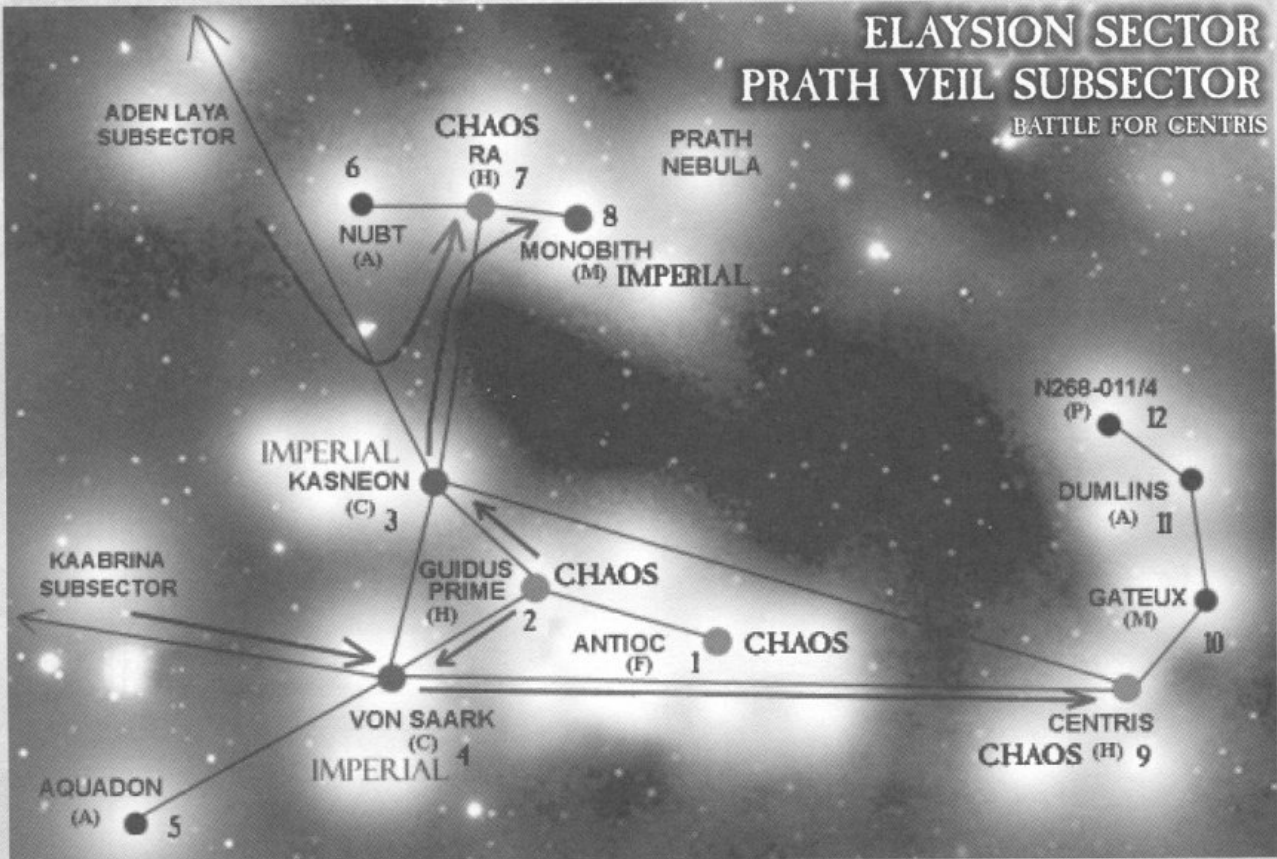 ELAYSION SECTOR
PRATH VEIL SUBSECTOR
BATTLE FOR CENTRIS
ADEN LAYA
SUBSECTOR
CHAOS
RA
(H) 7
PRATH
NEBULA
6
NUBT
(A)
8
MONOBITH
(M) IMPERIAL
N268-011/4
(P) 12
IMPERIAL
KASNEON
(C) 3
DUMLINS
(A) 11
KAABRINA
SUBSECTOR
GUIDUS
PRIME
(H) 2
CHAOS
GATEUX
(M)
10
ANTIOC
(F) 1
CHAOS
VON SAARK
(C) 4
IMPERIAL
CENTRIS
CHAOS (H) 9
AQUADON
(A) 5